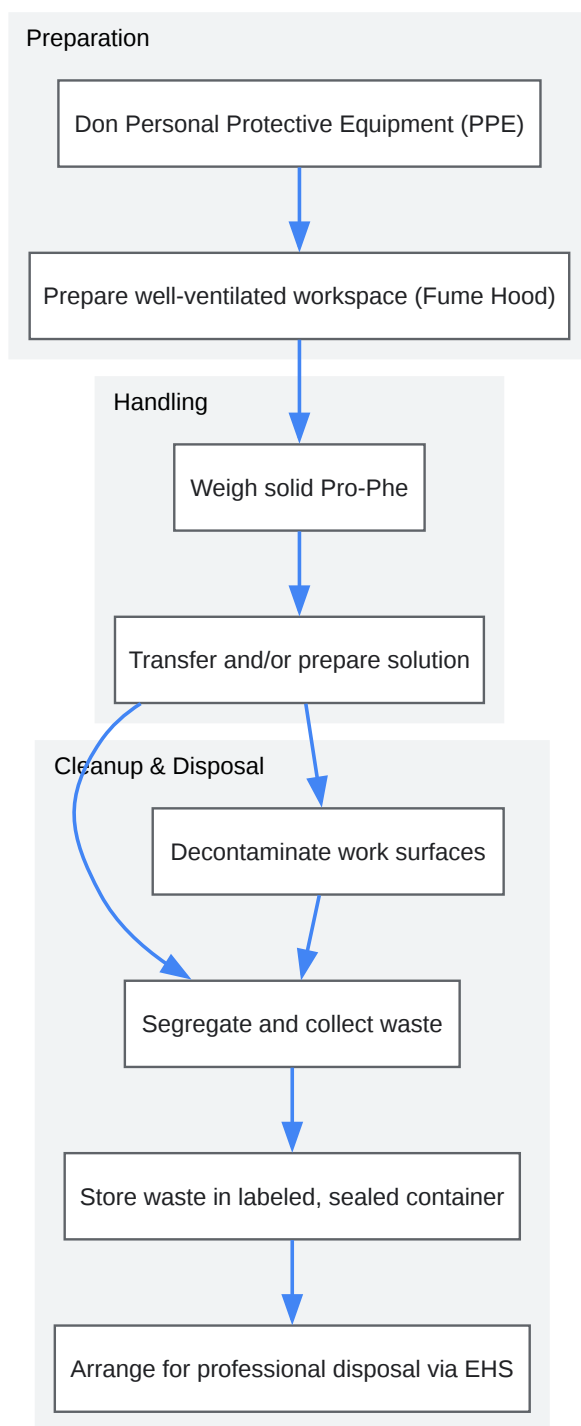 Preparation
Don Personal Protective Equipment (PPE)
Prepare well-ventilated workspace (Fume Hood)
Handling
Weigh solid Pro-Phe
Transfer and/or prepare solution
Cleanup & Disposal
Decontaminate work surfaces
Segregate and collect waste
Store waste in labeled, sealed container
Arrange for professional disposal via EHS